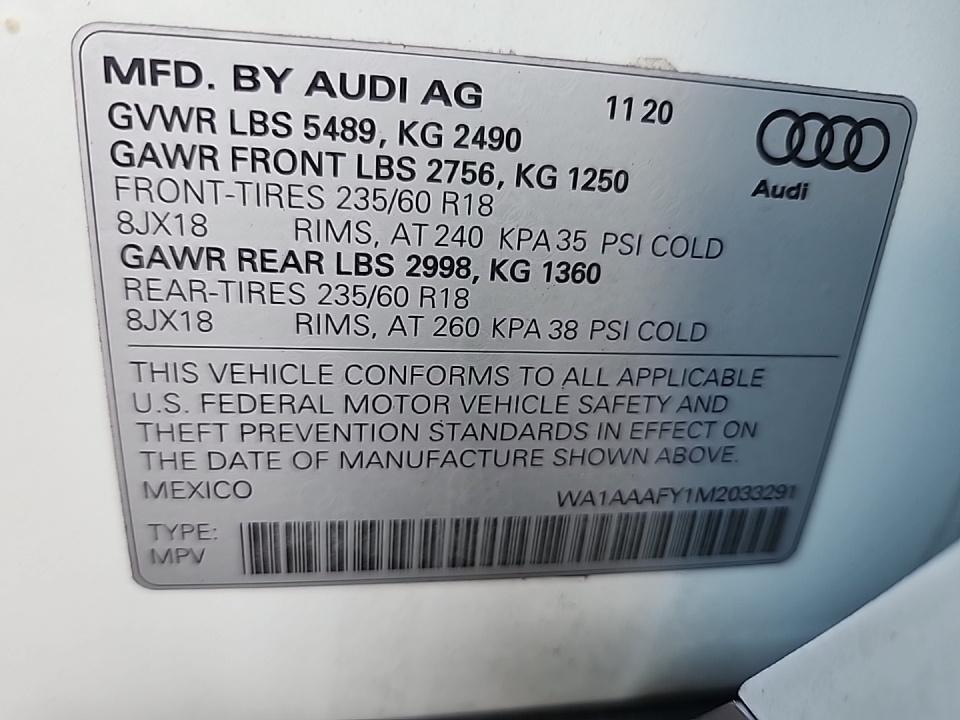 MFD. BY AUDI AG 11 20
GVWR LBS 5489, KG 2490
GAWR FRONT LBS 2756, KG 1250
Audi
FRONT-TIRES 235/60 R18
8JX18 RIMS, AT 240 KPA 35 PSI COLD
GAWR REAR LBS 2998, KG 1360
REAR-TIRES 235/60 R18
8JX18 RIMS, AT 260 KPA 38 PSI COLD
THIS VEHICLE CONFORMS TO ALL APPLICABLE
U.S. FEDERAL MOTOR VEHICLE SAFETY AND
THEFT PREVENTION STANDARDS IN EFFECT ON
THE DATE OF MANUFACTURE SHOWN ABOVE.
MEXICO WA1AAAFY1M2033291
TYPE:
MPV